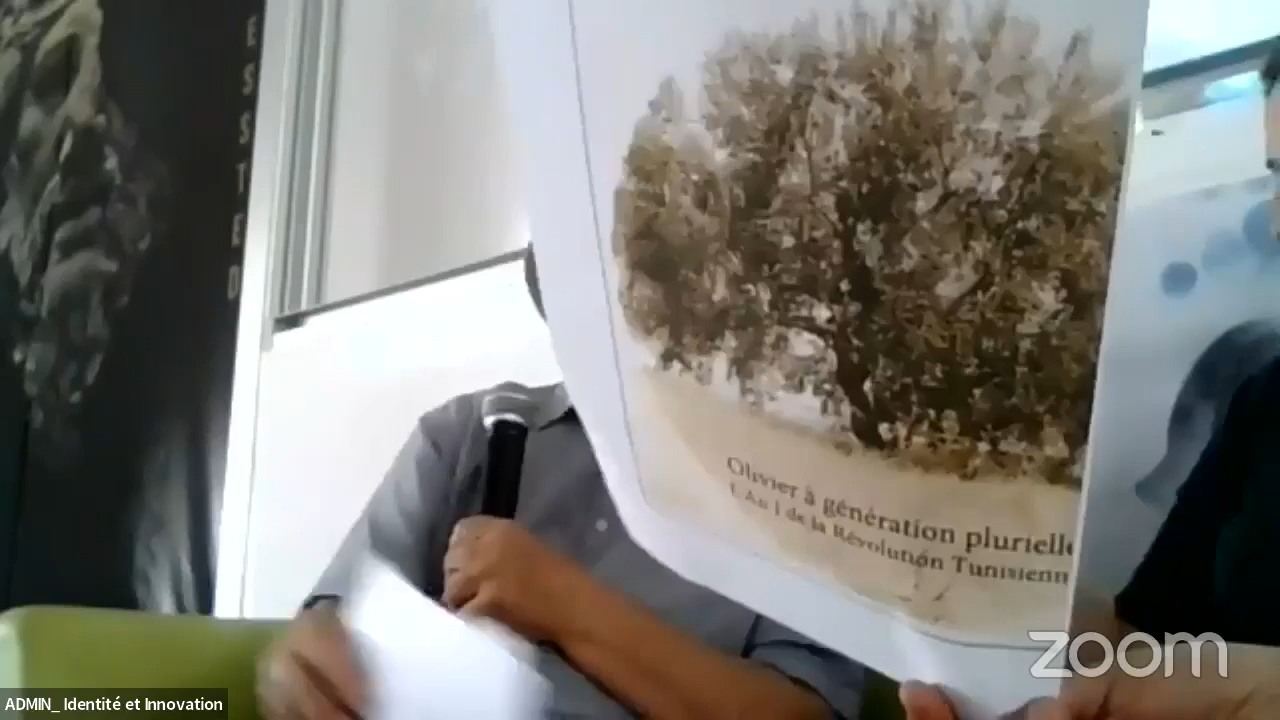 ESSTED
Olivier à génération plurielle
L'An 1 de la Révolution Tunisienn
zoom
ADMIN_ Identité et Innovation